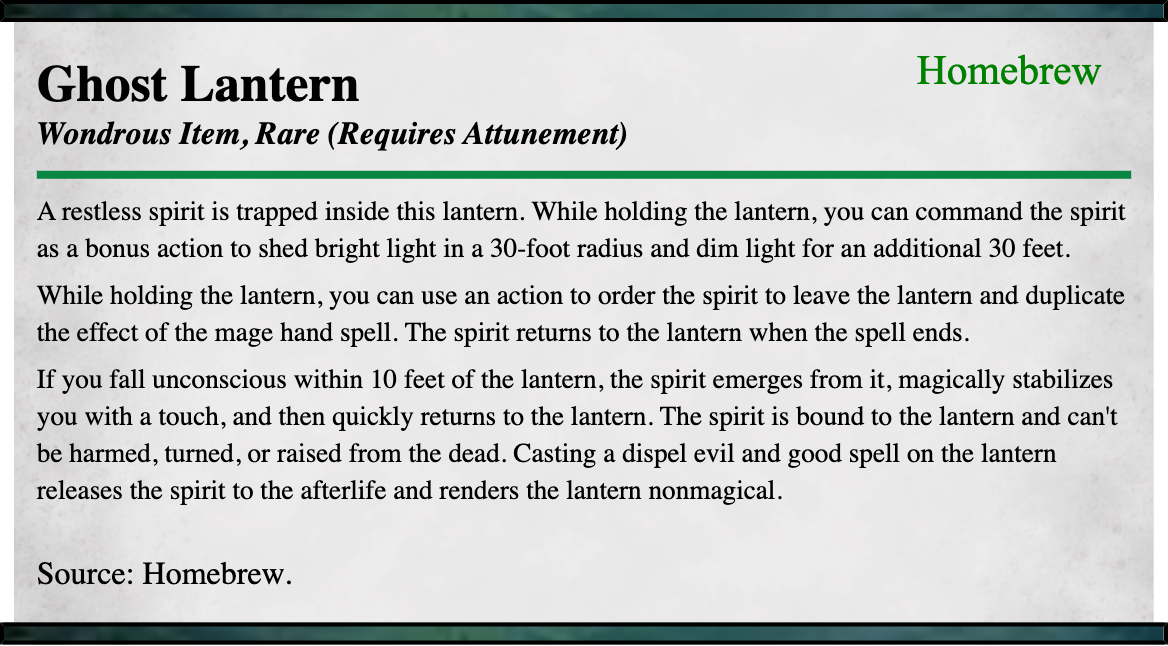 Ghost Lantern
Homebrew
Wondrous Item, Rare (Requires Attunement)
A restless spirit is trapped inside this lantern. While holding the lantern, you can command the spirit
as a bonus action to shed bright light in a 30-foot radius and dim light for an additional 30 feet.
While holding the lantern, you can use an action to order the spirit to leave the lantern and duplicate
the effect of the mage hand spell. The spirit returns to the lantern when the spell ends.
If you fall unconscious within 10 feet of the lantern, the spirit emerges from it, magically stabilizes
you with a touch, and then quickly returns to the lantern. The spirit is bound to the lantern and can't
be harmed, turned, or raised from the dead. Casting a dispel evil and good spell on the lantern
releases the spirit to the afterlife and renders the lantern nonmagical.
Source: Homebrew.